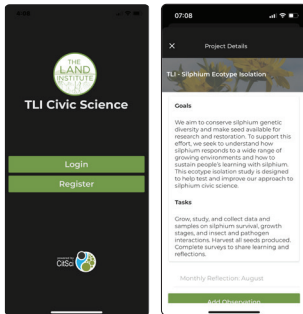 THE
LAND
INSTITUTE
TLI Civic Science
Login
Register
powered by
CitSci
07:08
Project Details
TLI - Silphium Ecotype Isolation
Goals
We aim to conserve silphium genetic
diversity and make seed available for
research and restoration. To support this
effort, we seek to understand how
silphium responds to a wide range of
growing environments and how to
sustain people's learning with silphium.
This ecotype isolation study is designed
to help test and improve our approach to
silphium civic science.
Tasks
Grow, study, and collect data and
samples on silphium survival, growth
stages, and insect and pathogen
interactions. Harvest all seeds produced.
Complete surveys to share learning and
reflections.
Monthly Reflection: August
Add Observation